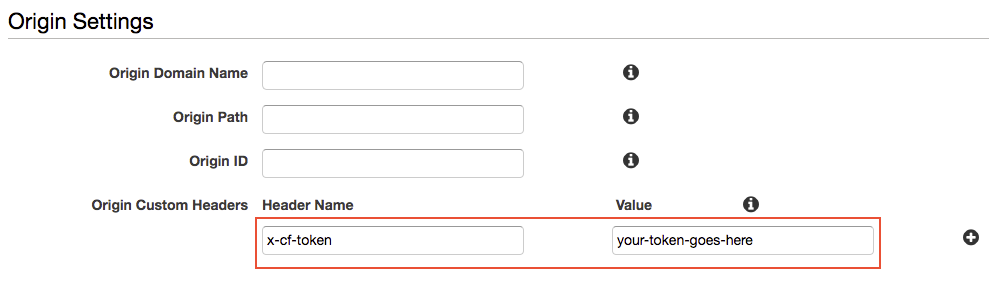 Origin Settings
Origin Domain Name
Origin Path
Origin ID
Origin Custom Headers Header Name Value
x-cf-token your-token-goes-here